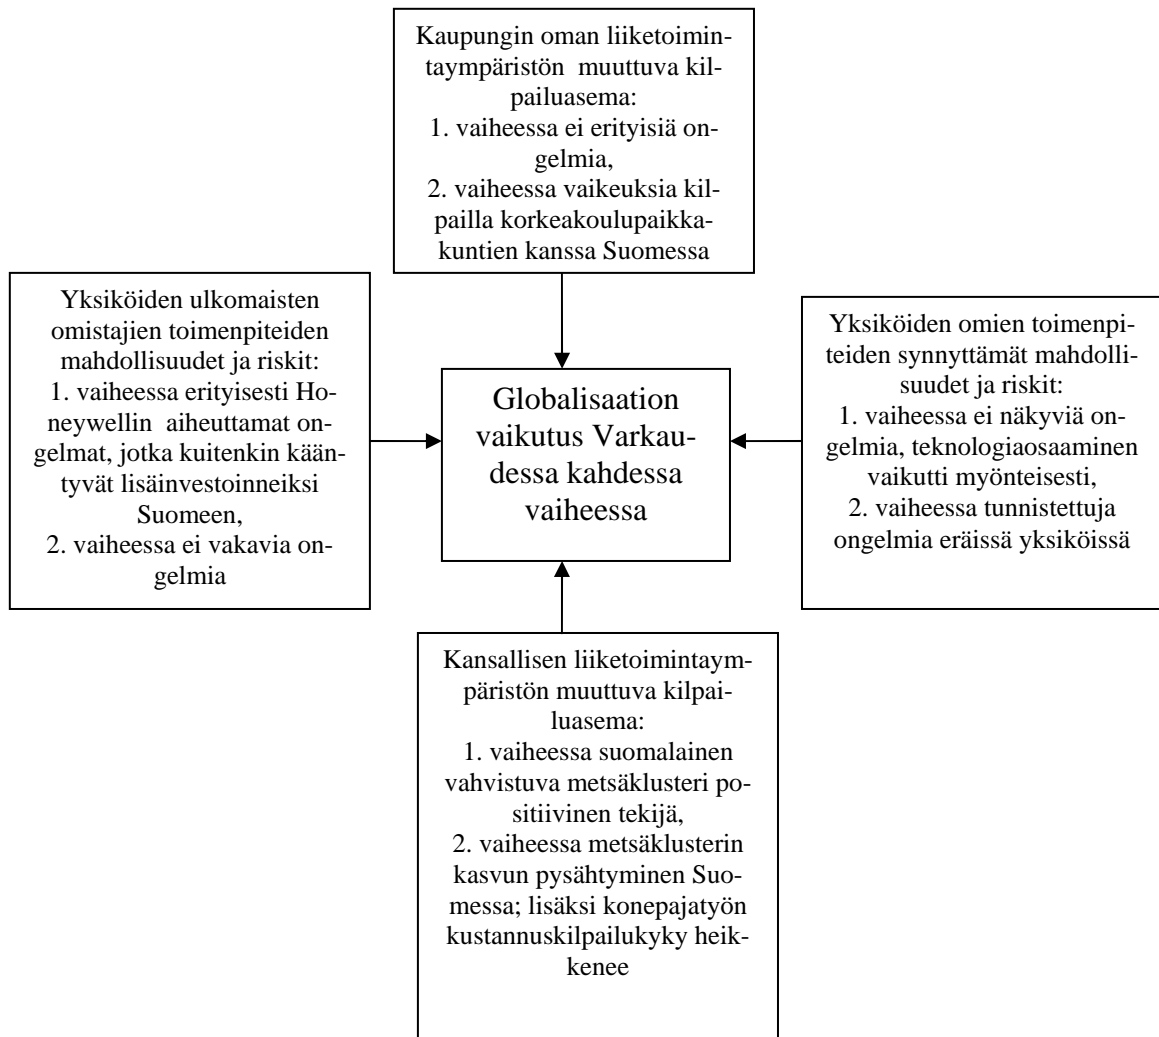 Kaupungin oman liiketoimin-
taympäristön muuttuva kil-
pailuasema:
1. vaiheessa ei erityisiä on-
gelmia,
2. vaiheessa vaikeuksia kil-
pailla korkeakoulupaikka-
kuntien kanssa Suomessa
Yksiköiden ulkomaisten
omistajien toimenpiteiden
mahdollisuudet ja riskit:
1. vaiheessa erityisesti Ho-
neywellin aiheuttamat on-
gelmat, jotka kuitenkin kään-
tyvät lisäinvestoinneiksi
Suomeen,
2. vaiheessa ei vakavia on-
gelmia
Globalisaation
vaikutus Varkau-
dessa kahdessa
vaiheessa
Yksiköiden omien toimenpi-
teiden synnyttämät mahdolli-
suudet ja riskit:
1. vaiheessa ei näkyviä on-
gelmia, teknologiaosaaminen
vaikutti myönteisesti,
2. vaiheessa tunnistettuja
ongelmia eräissä yksiköissä
Kansallisen liiketoimintaym-
päristön muuttuva kilpai-
luasema:
1. vaiheessa suomalainen
vahvistuva metsäklusteri po-
sitiivinen tekijä,
2. vaiheessa metsäklusterin
kasvun pysähtyminen Suo-
messa; lisäksi konepajatyön
kustannuskilpailukyky heik-
kenee